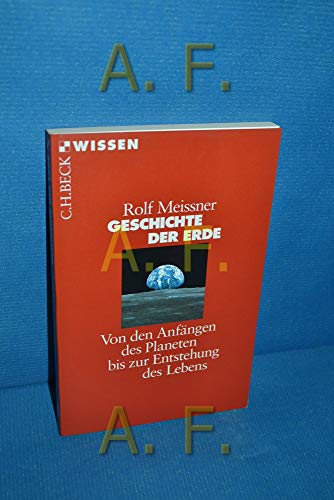 A. F.
WISSEN
C.H.BECK
Rolf Meissner
GESCHICHTE
DER ERDE
A. F.
Von den Anfängen
des Planeten
bis zur Entstehung
des Lebens
A. F.